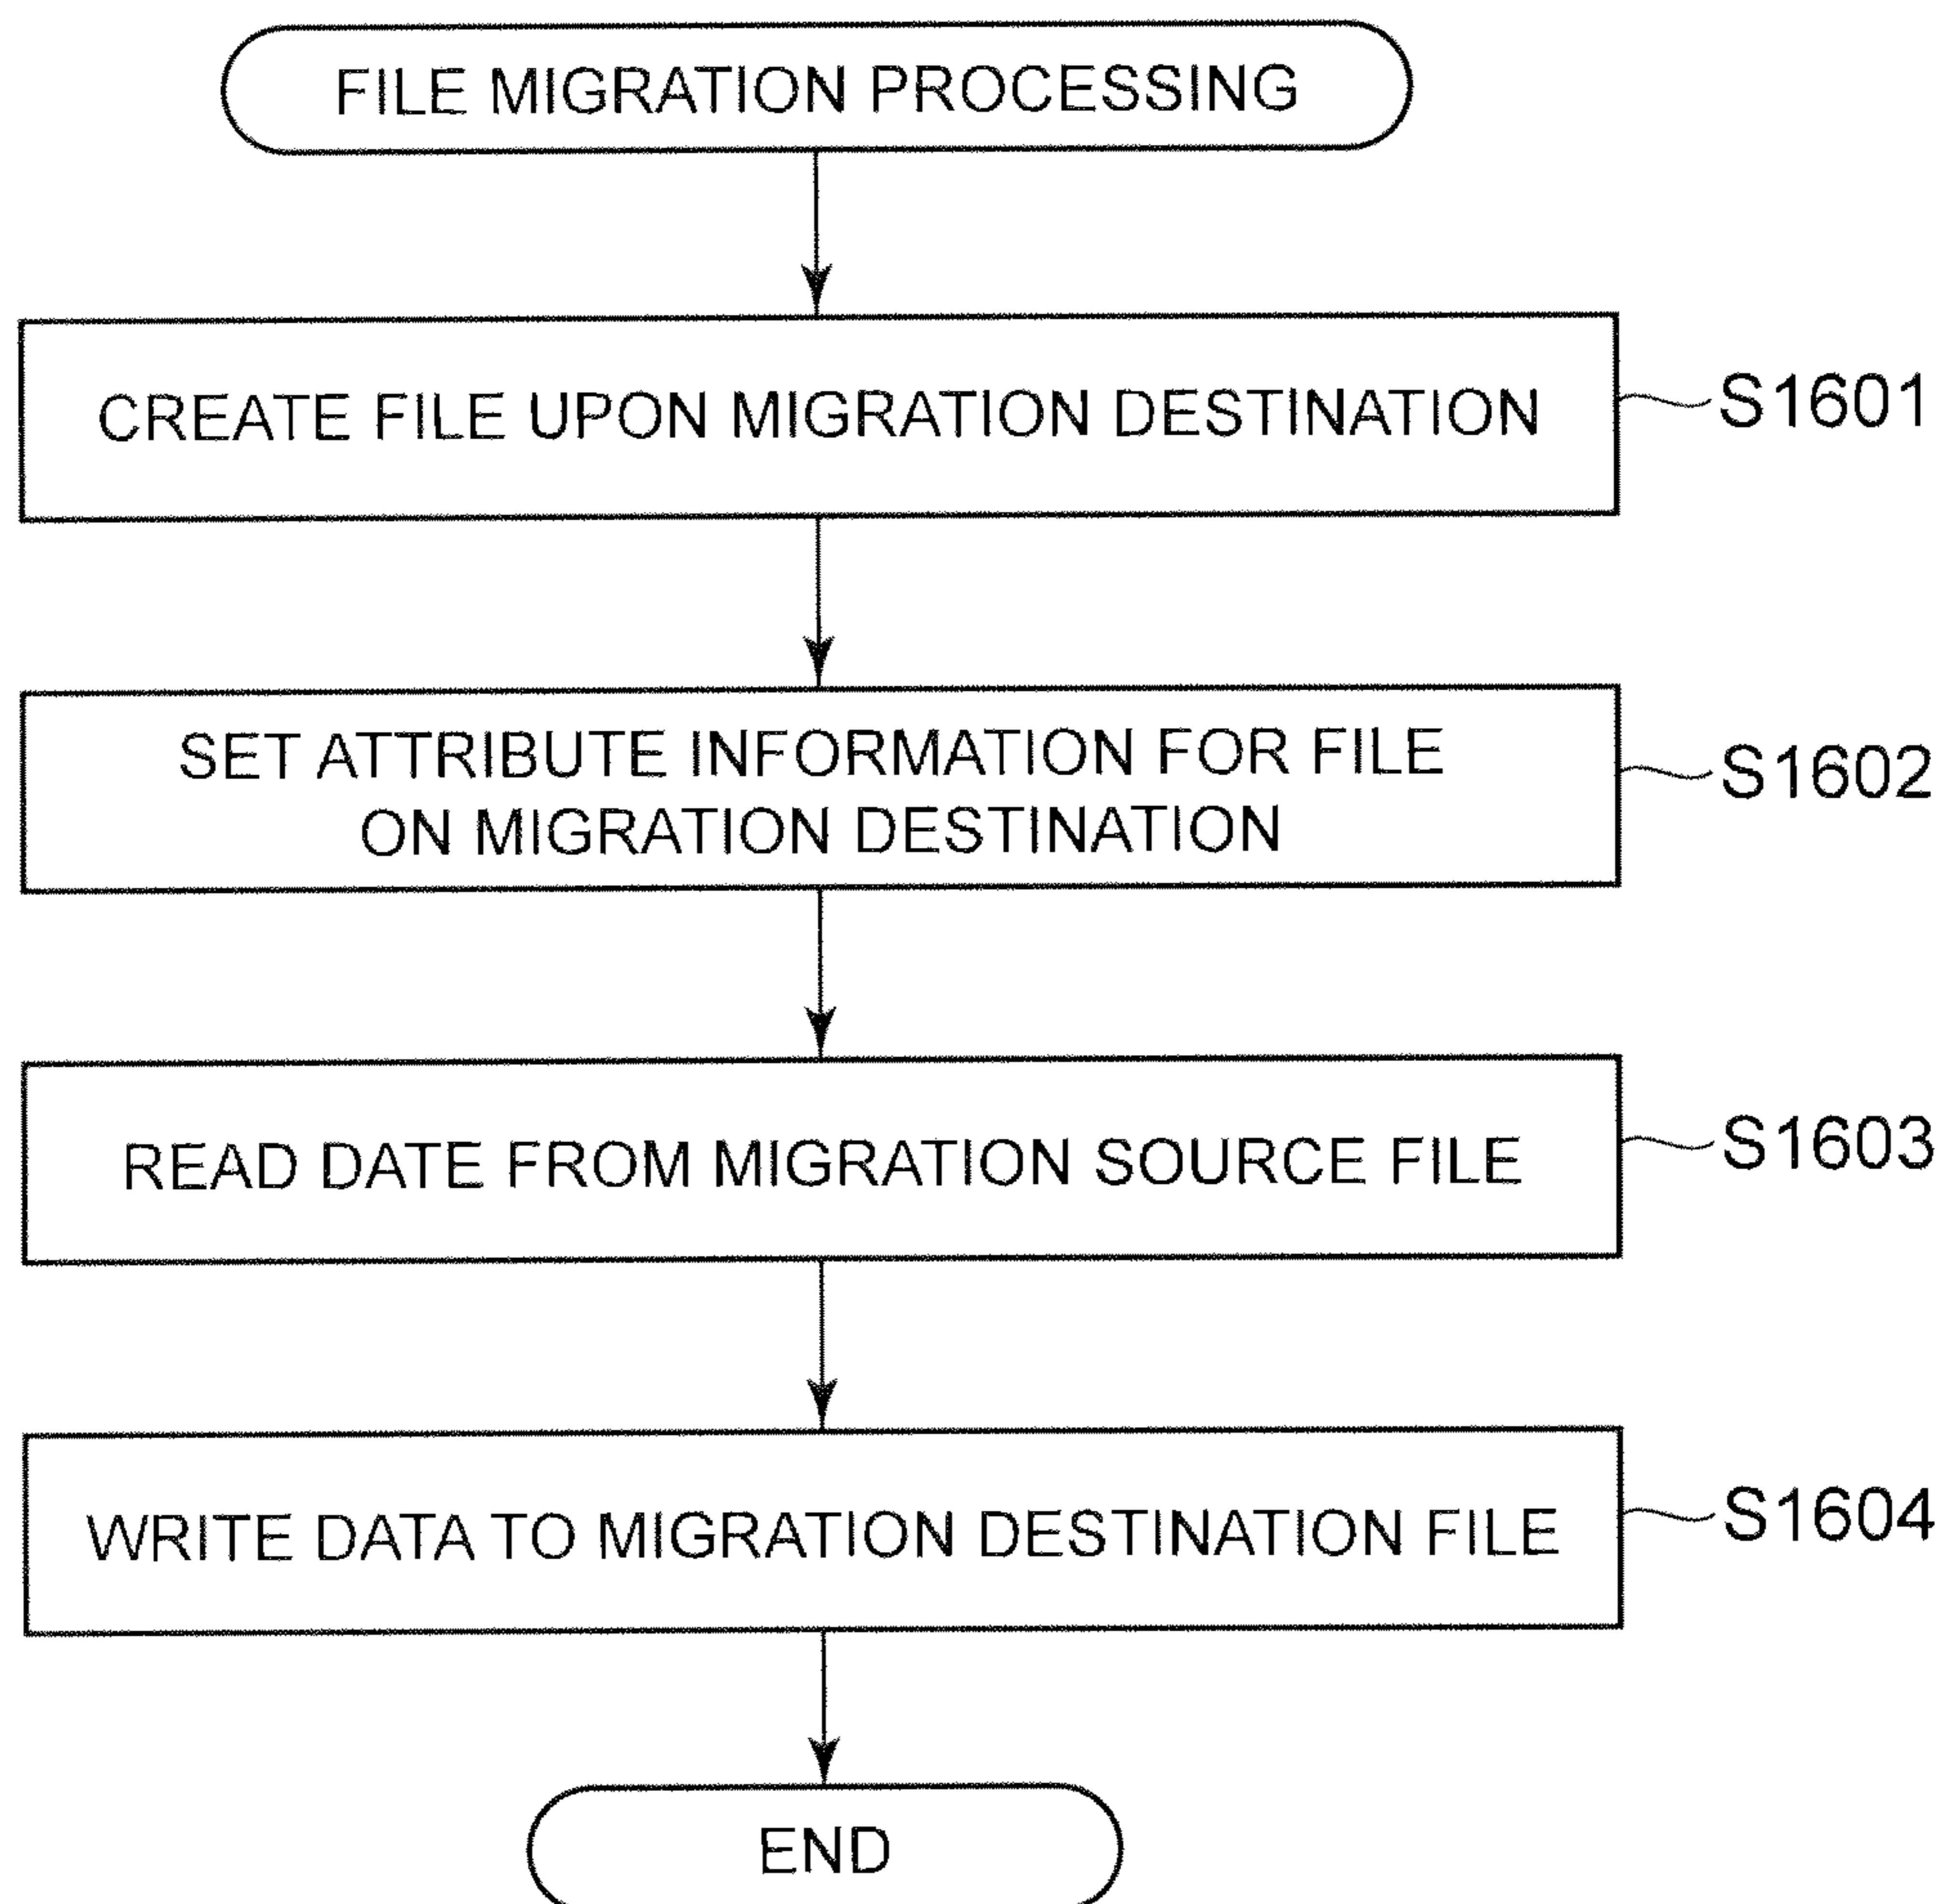 FILE MIGRATION PROCESSING
CREATE FILE UPON MIGRATION DESTINATION
S1601
SET ATTRIBUTE INFORMATION FOR FILE
ON MIGRATION DESTINATION
S1602
READ DATE FROM MIGRATION SOURCE FILE
S1603
WRITE DATA TO MIGRATION DESTINATION FILE
S1604
END